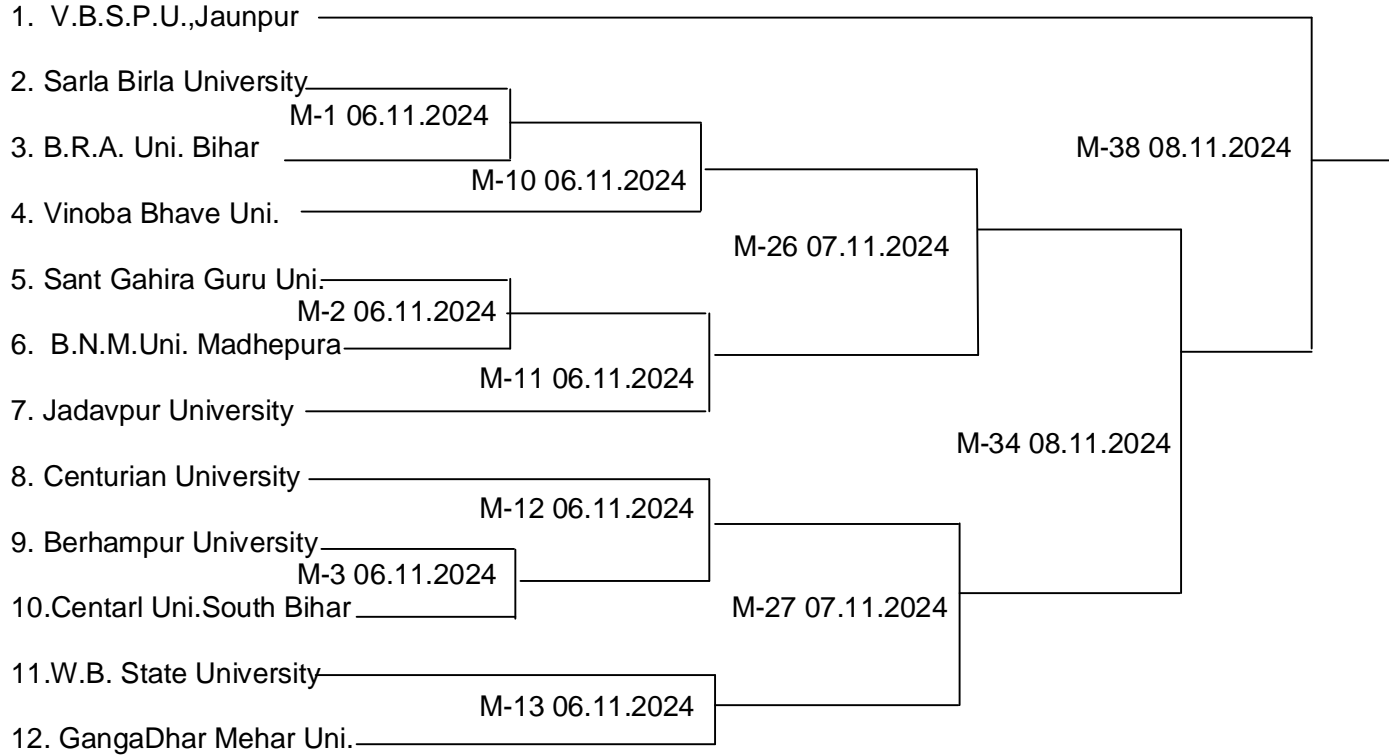 1. V.B.S.P.U.,Jaunpur
2. Sarla Birla University
M-1 06.11.2024
3. B.R.A. Uni. Bihar
M-38 08.11.2024
M-10 06.11.2024
4. Vinoba Bhave Uni.
M-26 07.11.2024
5. Sant Gahira Guru Uni.
M-2 06.11.2024
6. B.N.M.Uni. Madhepura
M-11 06.11.2024
7. Jadavpur University
M-34 08.11.2024
8. Centurian University
M-12 06.11.2024
9. Berhampur University
M-3 06.11.2024
10.Centarl Uni.South Bihar
M-27 07.11.2024
11.W.B. State University
M-13 06.11.2024
12. GangaDhar Mehar Uni.